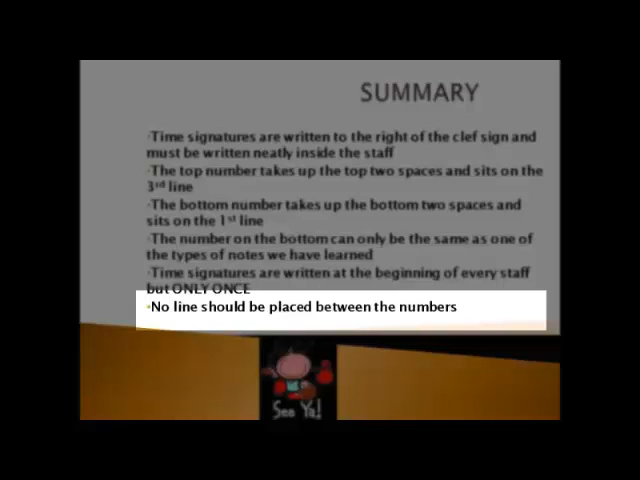 SUMMARY
Time signatures are written to the right of the clef sign and
must be written neatly inside the staff
The top number takes up the top two spaces and sits on the
3rd line
The bottom number takes up the bottom two spaces and
sits on the 1st line
The number on the bottom can only be the same as one of
the types of notes we have learned
Time signatures are written at the beginning of every staff
but ONLY ONCE
No line should be placed between the numbers
See Ya!